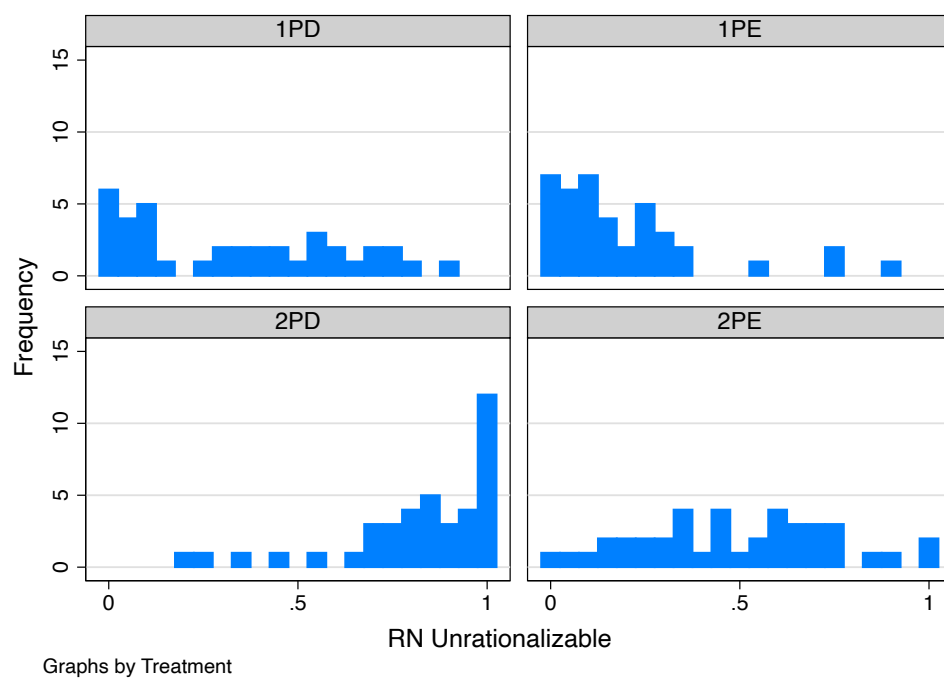 1PD
1PE
15
10
5
0
2PD
2PE
15
10
5
0
0
.5
1
0
.5
1
Frequency
RN Unrationalizable
Graphs by Treatment